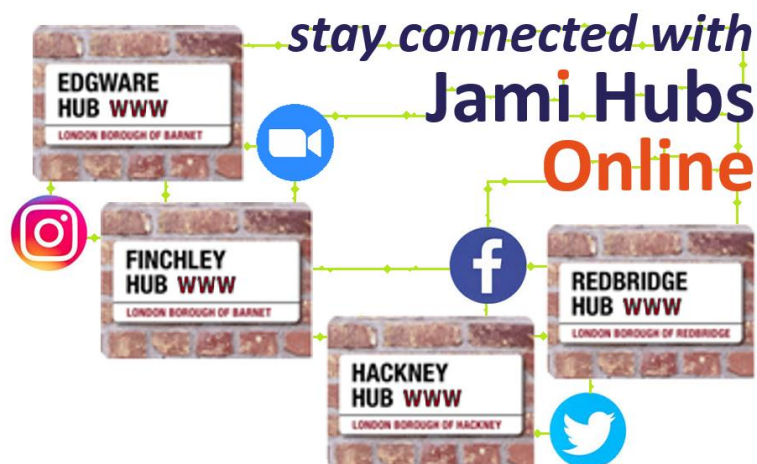 stay connected with
Jami Hubs
Online
EDGWARE
HUB WWW
LONDON BOROUGH OF BARNET
FINCHLEY
HUB WWW
LONDON BOROUGH OF BARNET
HACKNEY
HUB WWW
LONDON BOROUGH OF HACKNEY
REDBRIDGE
HUB WWW
LONDON BOROUGH OF REDBRIDGE